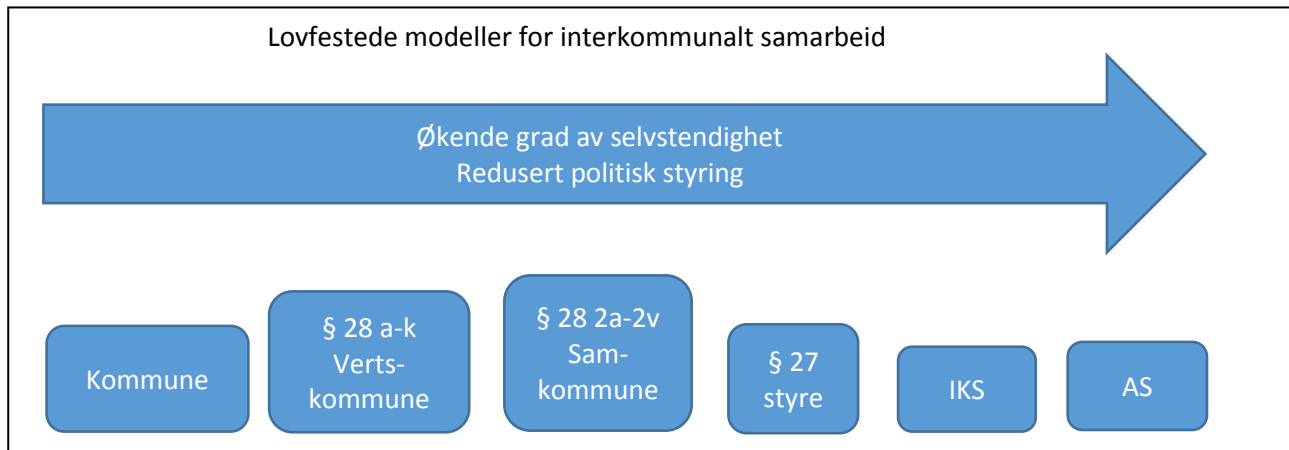 Lovfestede modeller for interkommunalt samarbeid
Økende grad av selvstendighet
Redusert politisk styring
Kommune
§ 28 a-k
Verts-
kommune
§ 28 2a-2v
Sam-
kommune
§ 27
styre
IKS
AS